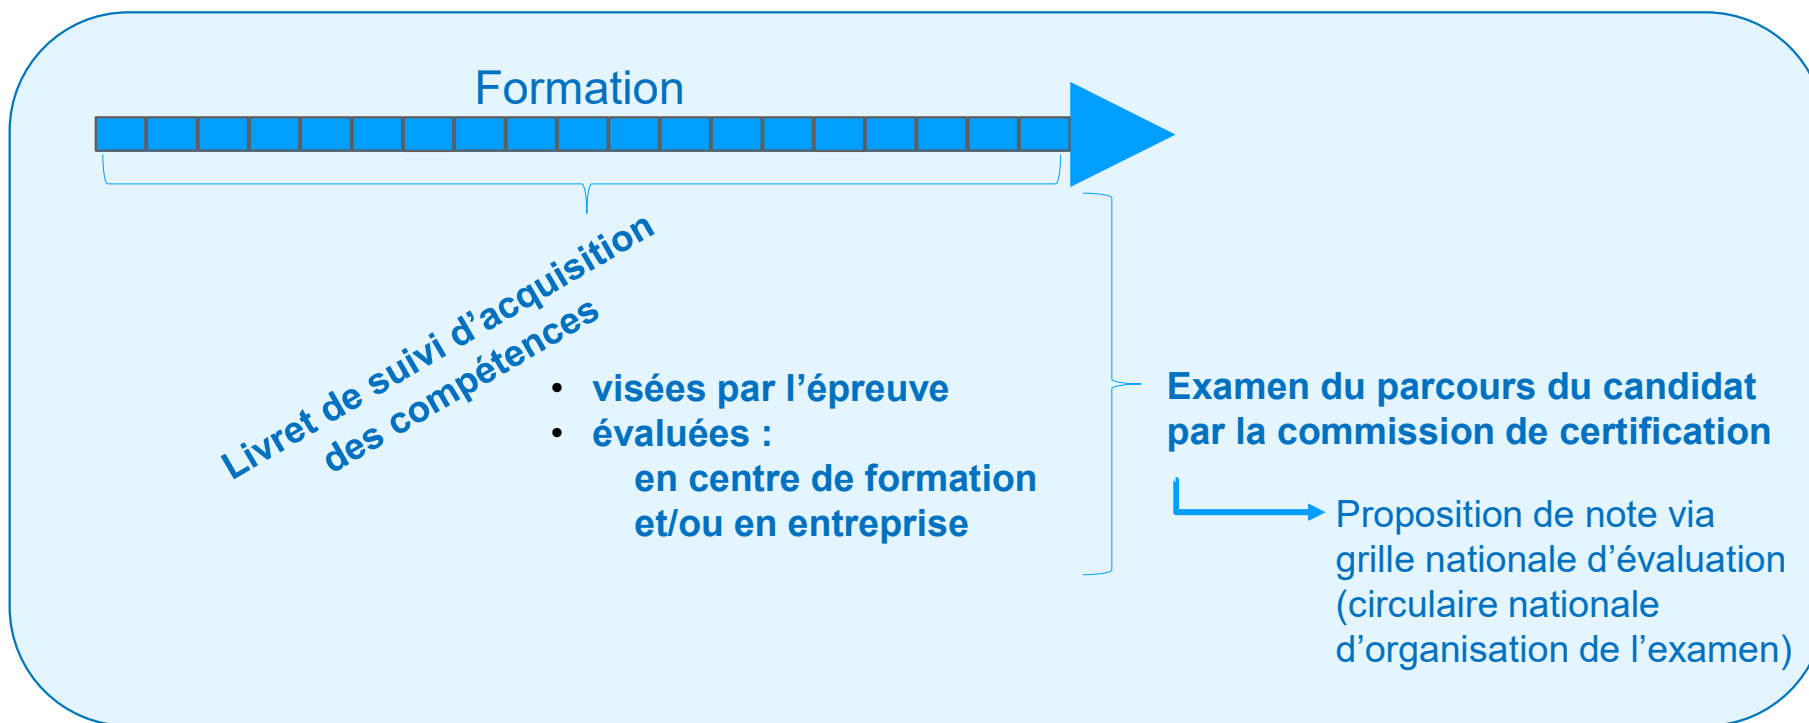 Formation
Livret de suivi d’acquisition
des compétences
• visées par l’épreuve
• évaluées :
en centre de formation
et/ou en entreprise
Examen du parcours du candidat
par la commission de certification
Proposition de note via
grille nationale d’évaluation
(circulaire nationale
d’organisation de l’examen)